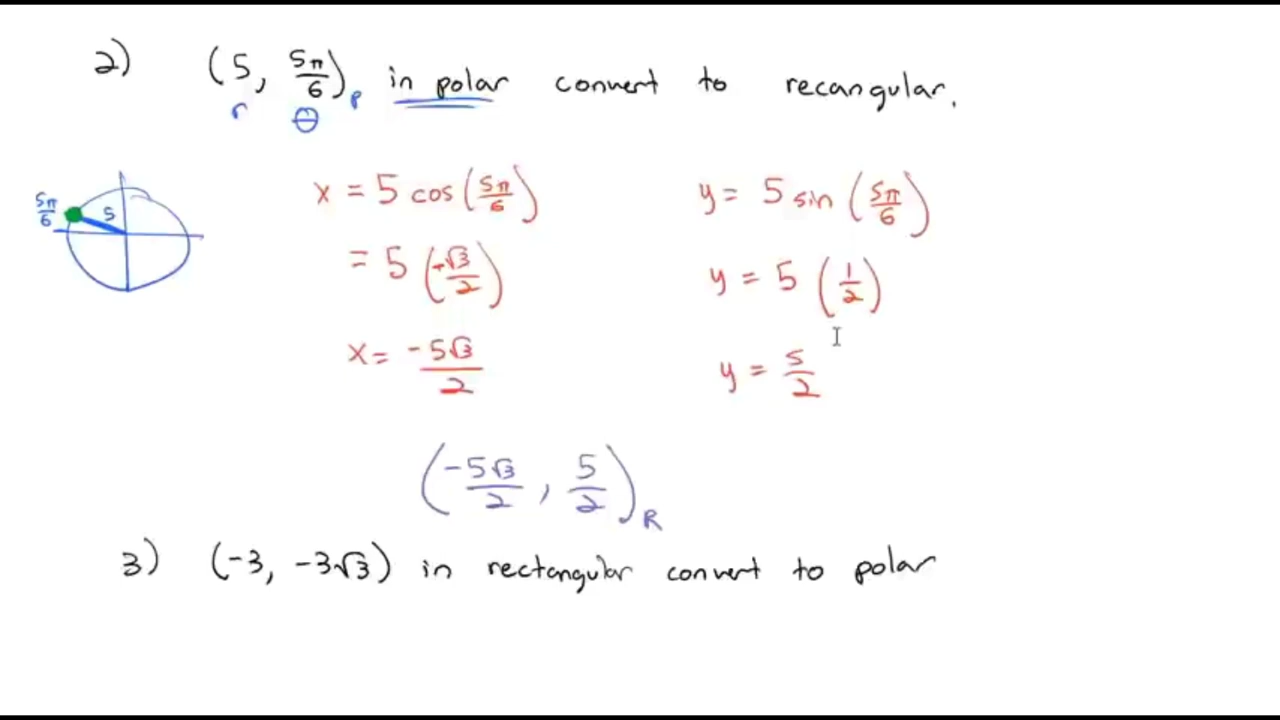 2) (5, 5π/6)p in polar convert to recangular.
r θ
5π/6 5
x = 5 cos(5π/6) y = 5 sin(5π/6)
= 5(-√3/2) y = 5(1/2)
x = -5√3/2 y = 5/2
(-5√3/2, 5/2)R
3) (-3, -3√3) in rectangular convert to polar